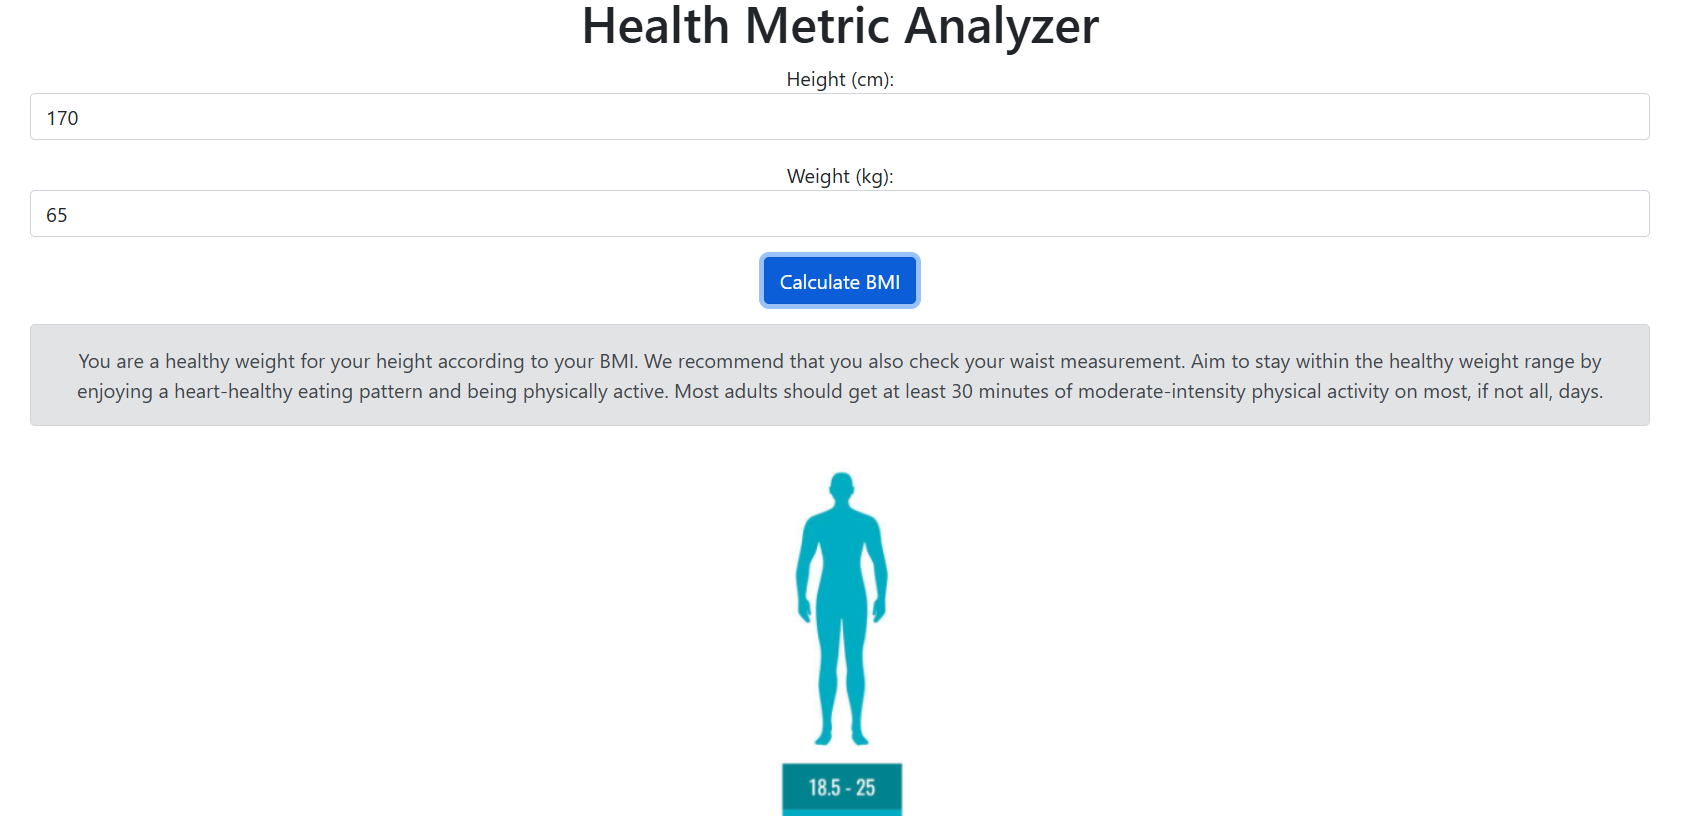 Health Metric Analyzer
Height (cm):
170
Weight (kg):
65
Calculate BMI
You are a healthy weight for your height according to your BMI. We recommend that you also check your waist measurement. Aim to stay within the healthy weight range by
enjoying a heart-healthy eating pattern and being physically active. Most adults should get at least 30 minutes of moderate-intensity physical activity on most, if not all, days.
18.5 - 25